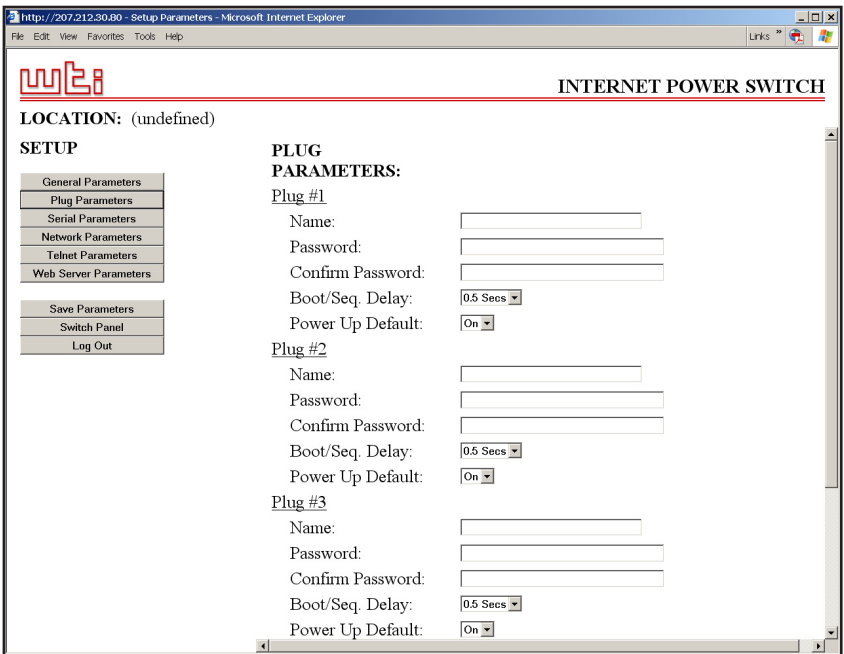 http://207.212.30.80 - Setup Parameters - Microsoft Internet Explorer
File Edit View Favorites Tools Help
Links »
wti
INTERNET POWER SWITCH
LOCATION: (undefined)
SETUP
General Parameters
Plug Parameters
Serial Parameters
Network Parameters
Telnet Parameters
Web Server Parameters
Save Parameters
Switch Panel
Log Out
PLUG
PARAMETERS:
Plug #1
Name:
Password:
Confirm Password:
Boot/Seq. Delay: 0.5 Secs
Power Up Default: On
Plug #2
Name:
Password:
Confirm Password:
Boot/Seq. Delay: 0.5 Secs
Power Up Default: On
Plug #3
Name:
Password:
Confirm Password:
Boot/Seq. Delay: 0.5 Secs
Power Up Default: On